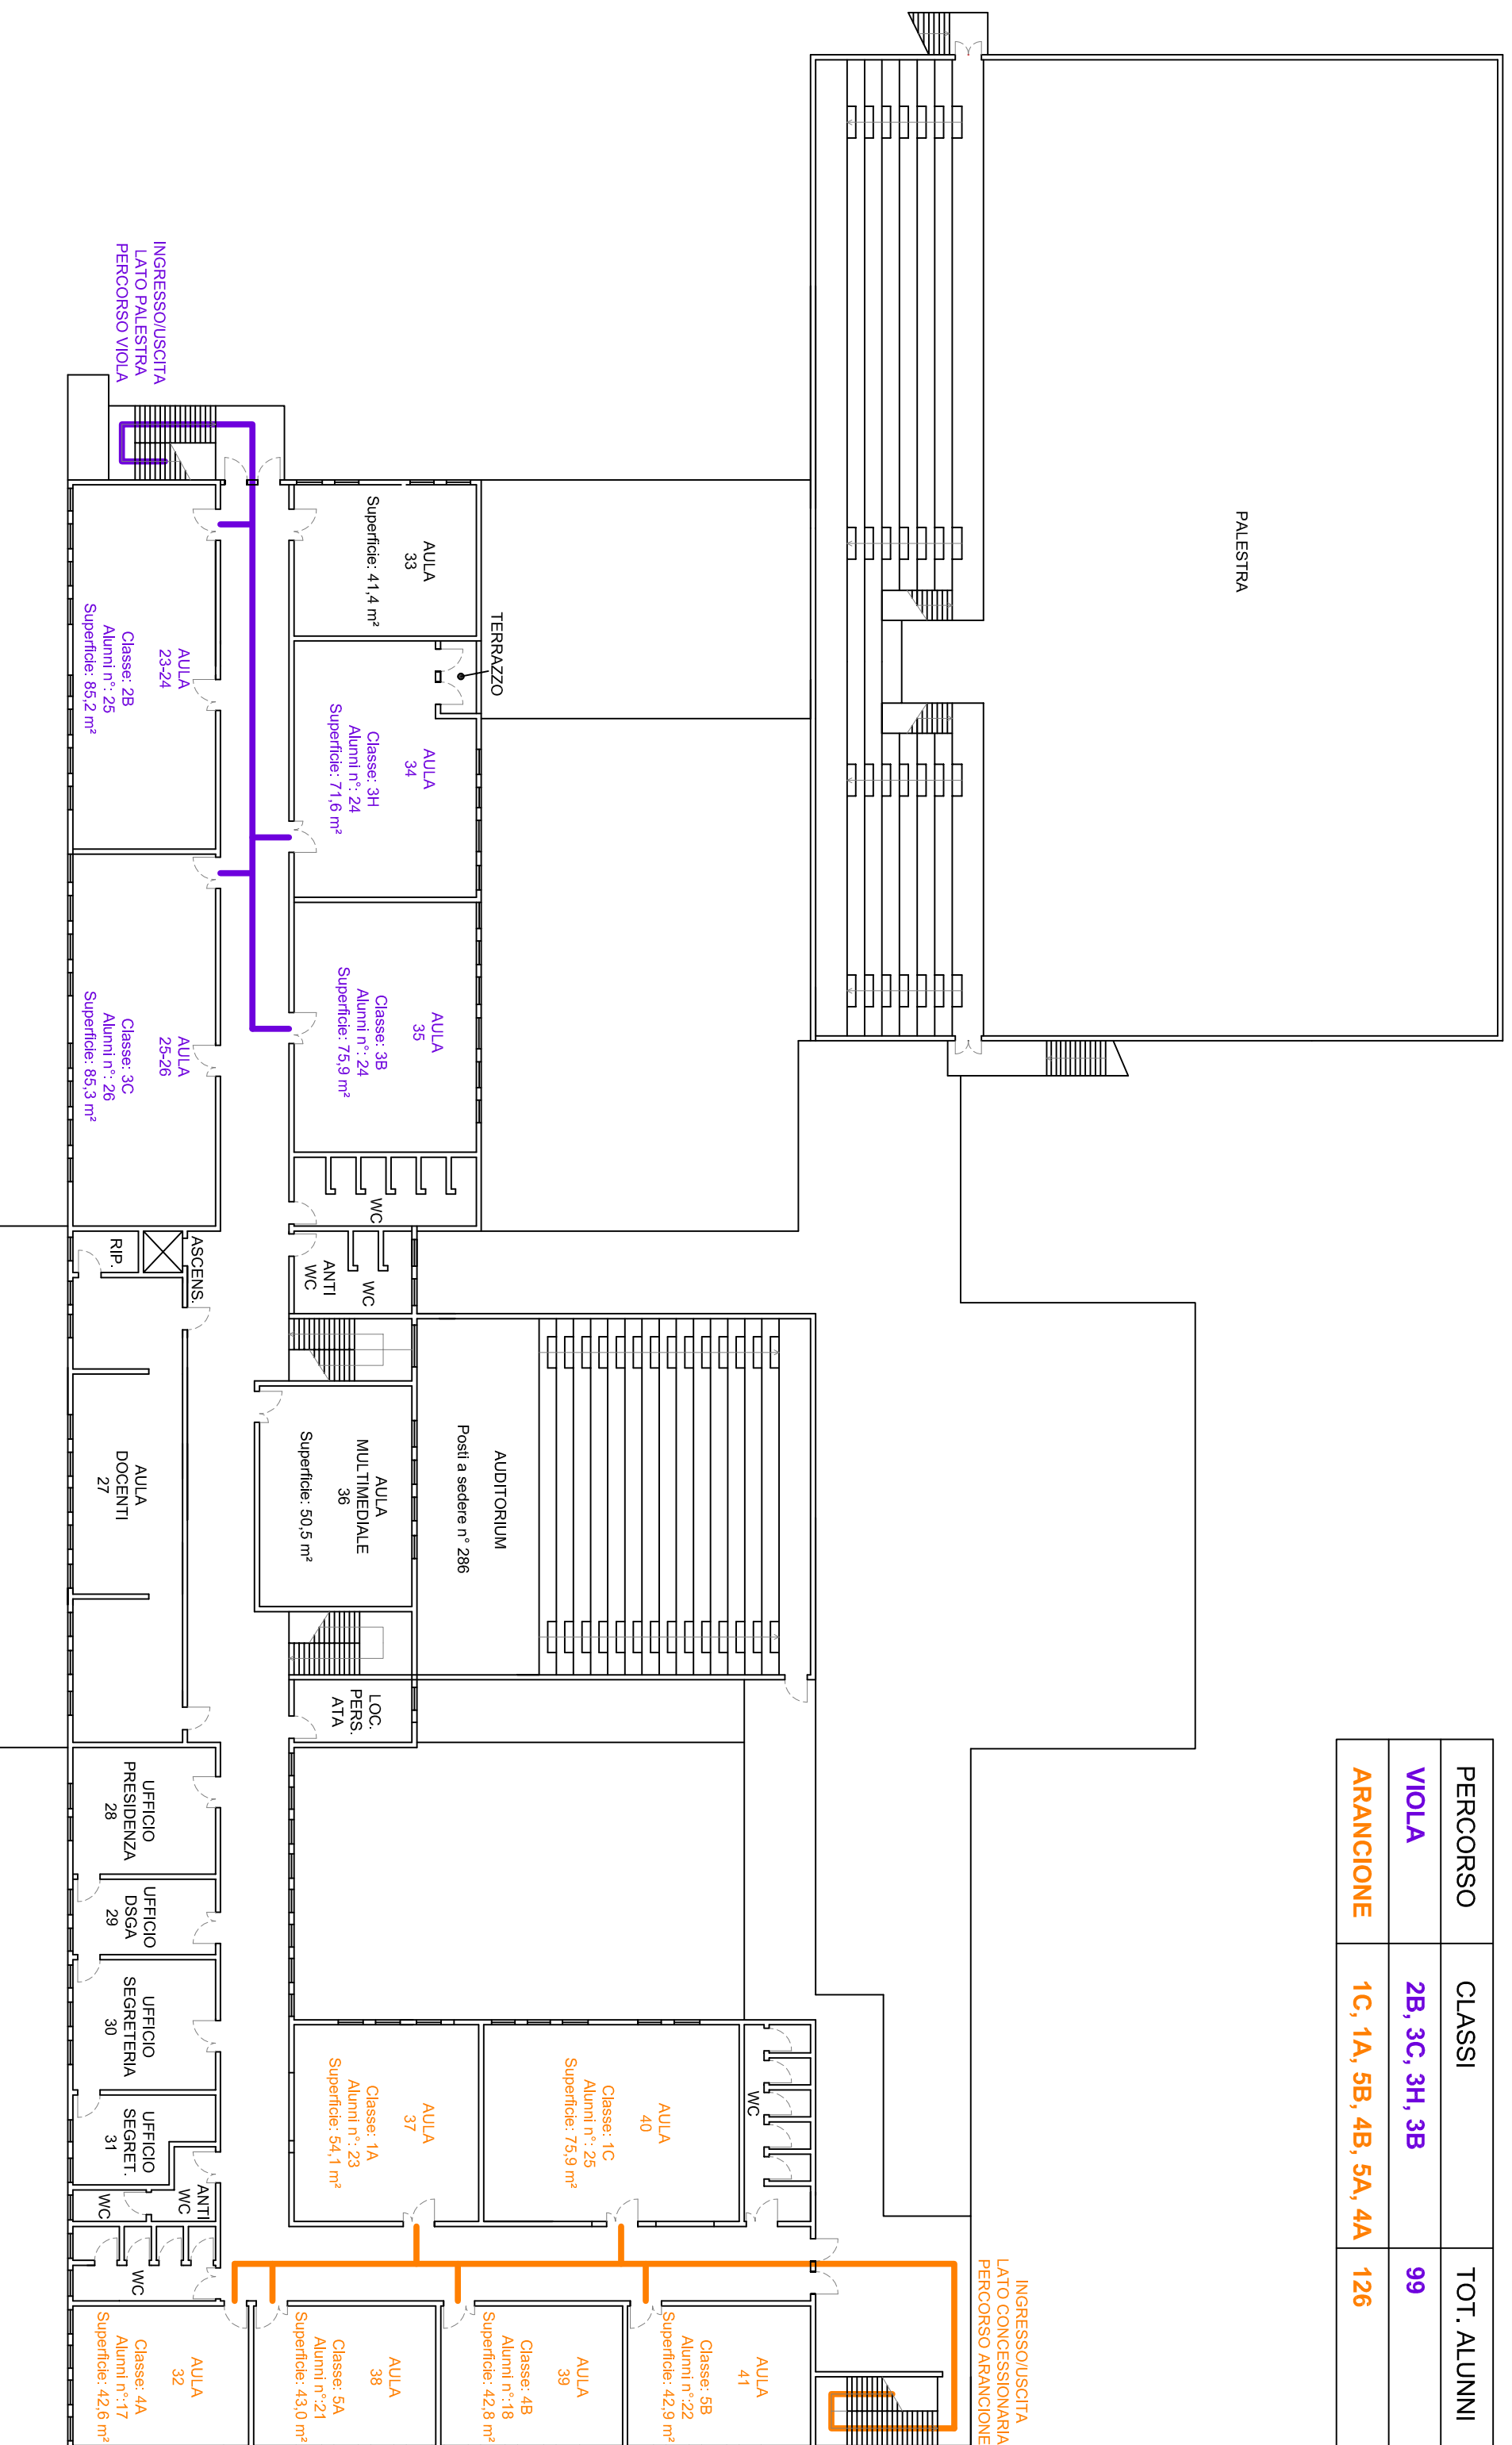 PERCORSO CLASSI TOT. ALUNNI
VIOLA 2B, 3C, 3H, 3B 99
ARANCIONE 1C, 1A, 5B, 4B, 5A, 4A 126
PALESTRA
INGRESSO/USCITA
LATO PALESTRA
PERCORSO VIOLA
AULA
33
Superficie: 41,4 m²
TERRAZZO
AULA
34
Classe: 3H
Alunni n°: 24
Superficie: 71,6 m²
AULA
35
Classe: 3B
Alunni n°: 24
Superficie: 75,9 m²
AULA
23-24
Classe: 2B
Alunni n°: 25
Superficie: 85,2 m²
AULA
25-26
Classe: 3C
Alunni n°: 26
Superficie: 85,3 m²
WC
ANTI
WC
WC
ASCENS.
RIP.
AUDITORIUM
Posti a sedere n° 286
AULA
MULTIMEDIALE
36
Superficie: 50,5 m²
AULA
DOCENTI
27
LOC.
PERS.
ATA
UFFICIO
PRESIDENZA
28
UFFICIO
DSGA
29
UFFICIO
SEGRETERIA
30
UFFICIO
SEGRET.
31
ANTI
WC
WC
WC
WC
AULA
40
Classe: 1C
Alunni n°: 25
Superficie: 75,9 m²
AULA
37
Classe: 1A
Alunni n°: 23
Superficie: 54,1 m²
INGRESSO/USCITA
LATO CONCESSIONARIA
PERCORSO ARANCIONE
AULA
41
Classe: 5B
Alunni n°:22
Superficie: 42,9 m²
AULA
39
Classe: 4B
Alunni n°:18
Superficie: 42,8 m²
AULA
38
Classe: 5A
Alunni n°:21
Superficie: 43,0 m²
AULA
32
Classe: 4A
Alunni n°:17
Superficie: 42,6 m²